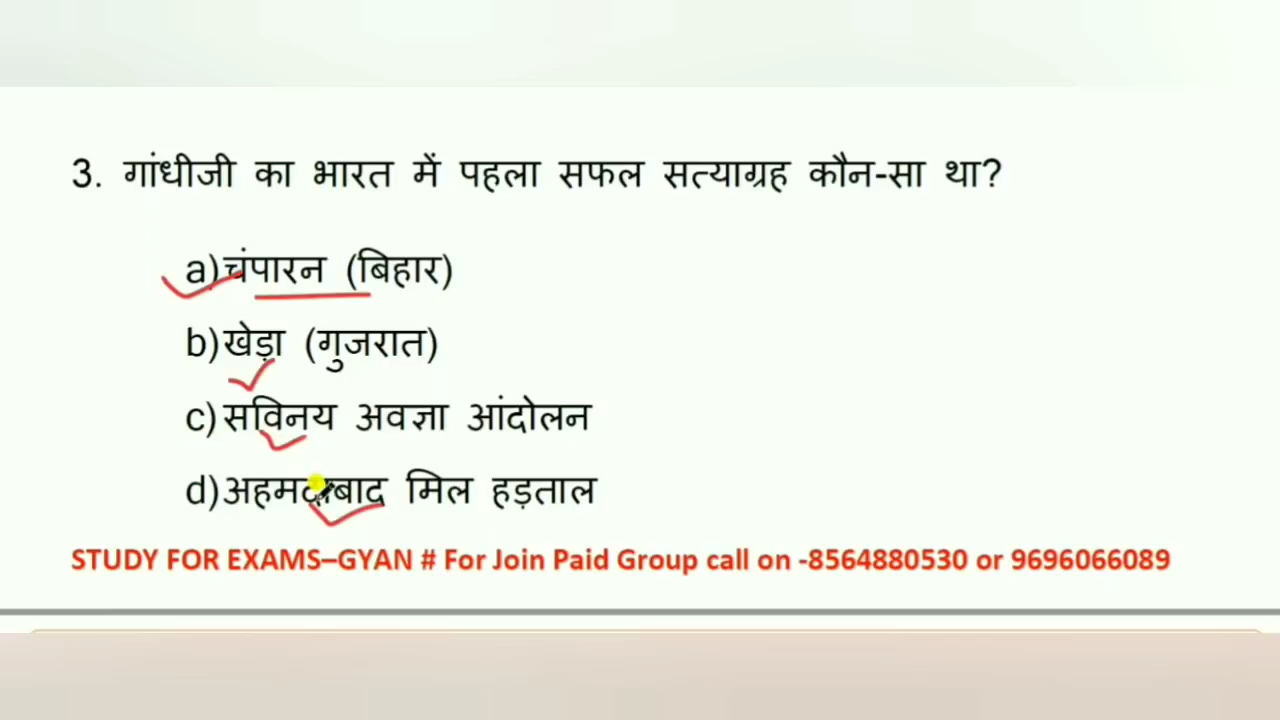 3. गांधीजी का भारत में पहला सफल सत्याग्रह कौन-सा था?
a) चंपारन (बिहार)
b) खेड़ा (गुजरात)
c) सविनय अवज्ञा आंदोलन
d) अहमदाबाद मिल हड़ताल
STUDY FOR EXAMS–GYAN # For Join Paid Group call on -8564880530 or 9696066089